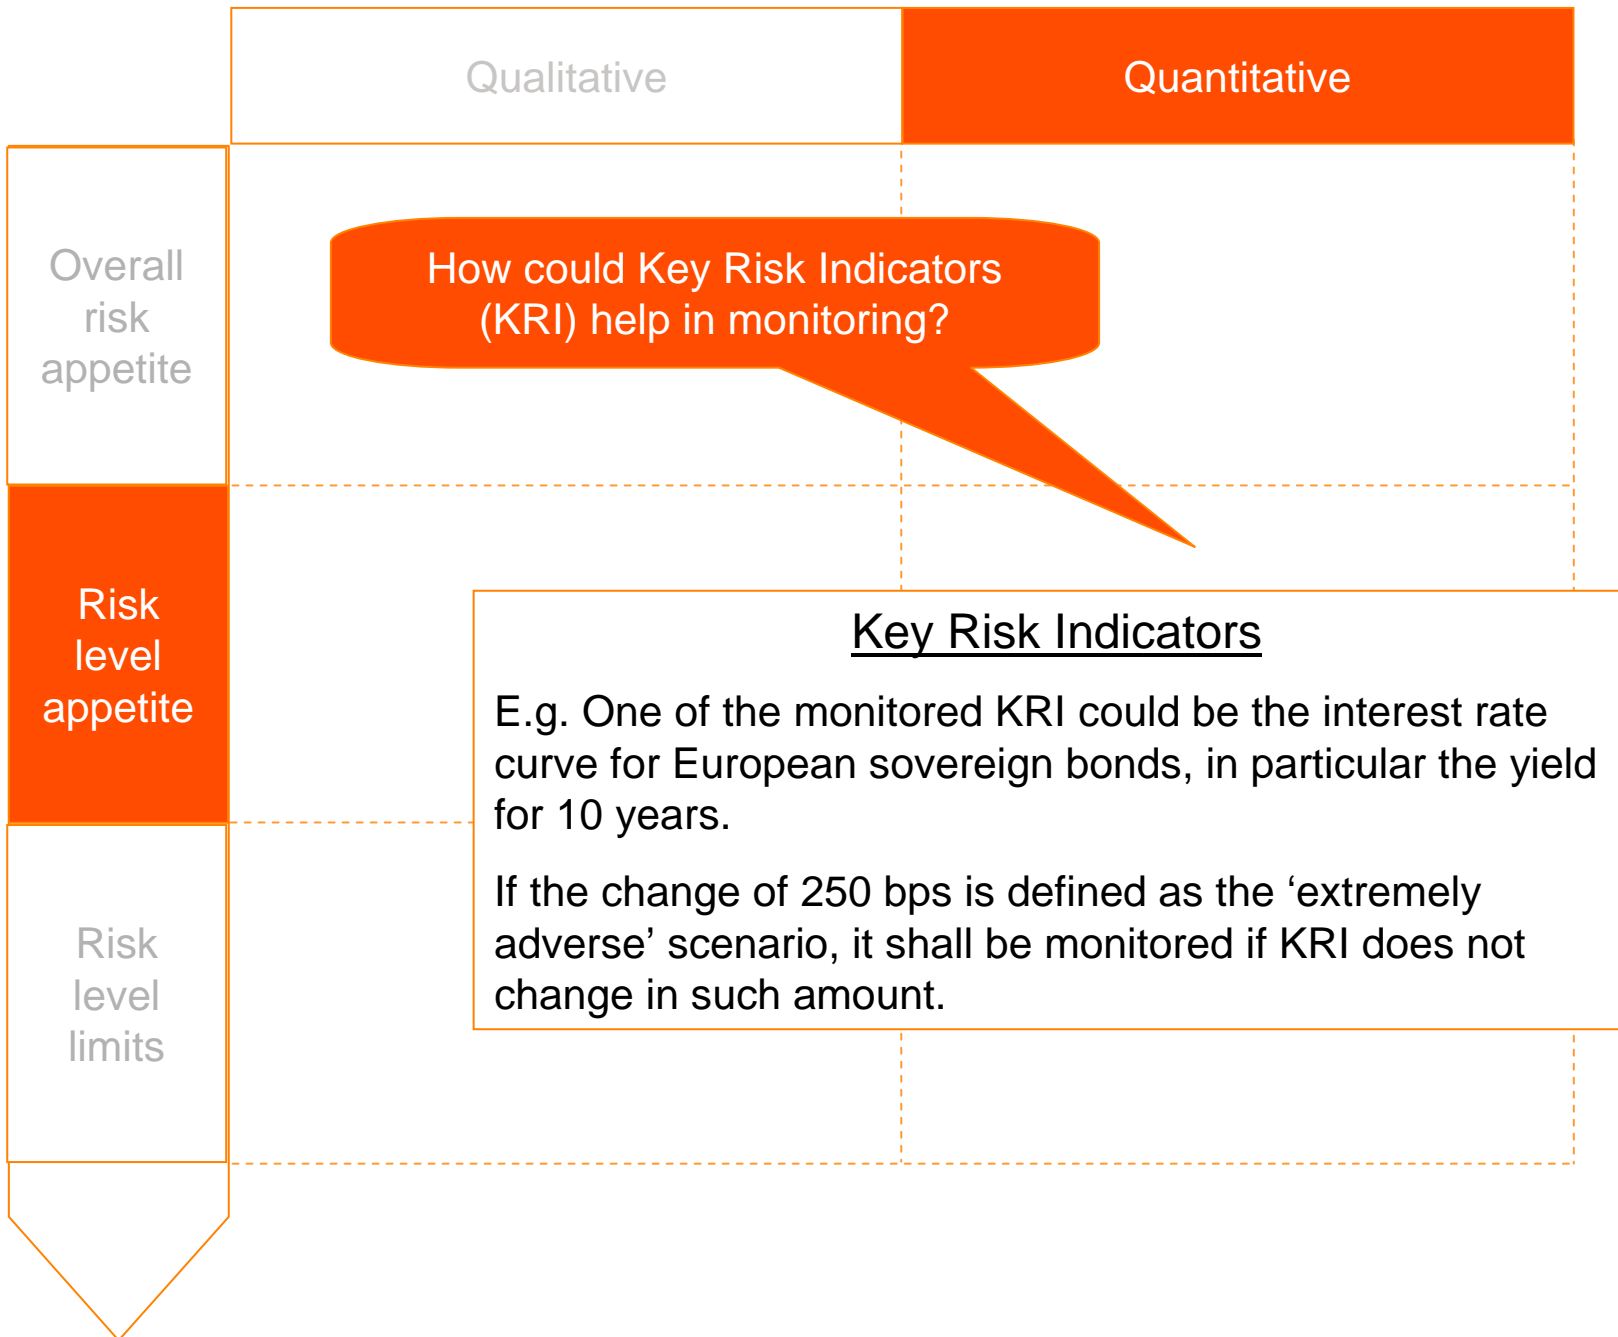 Qualitative
Quantitative
Overall
risk
appetite
How could Key Risk Indicators
(KRI) help in monitoring?
Risk
level
appetite
Key Risk Indicators
E.g. One of the monitored KRI could be the interest rate
curve for European sovereign bonds, in particular the yield
for 10 years.
If the change of 250 bps is defined as the ‘extremely
adverse’ scenario, it shall be monitored if KRI does not
change in such amount.
Risk
level
limits